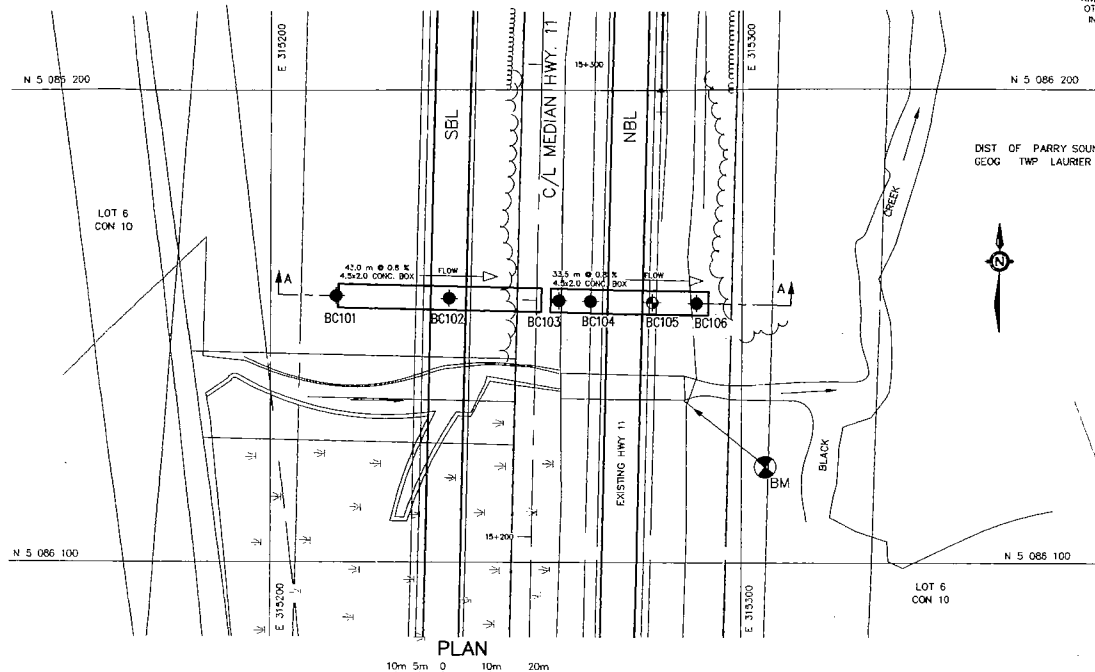 E 315200
E 315300
15+300
N 5 086 200
N 5 086 200
SBL
C/L MEDIAN HWY. 11
NBL
DIST OF PARRY SOUN
GEOG TWP LAURIER
LOT 6
CON 10
CREEK
N
43.0 m @ 0.8 %
4.5x2.0 CONC. BOX
FLOW
33.5 m @ 0.8 %
4.5x2.0 CONC. BOX
FLOW
A
A
BC101
BC102
BC103
BC104
BC105
BC106
EXISTING HWY 11
BLACK
BM
15+200
N 5 086 100
N 5 086 100
E 315200
E 315300
LOT 6
CON 10
PLAN
10m 5m 0 10m 20m